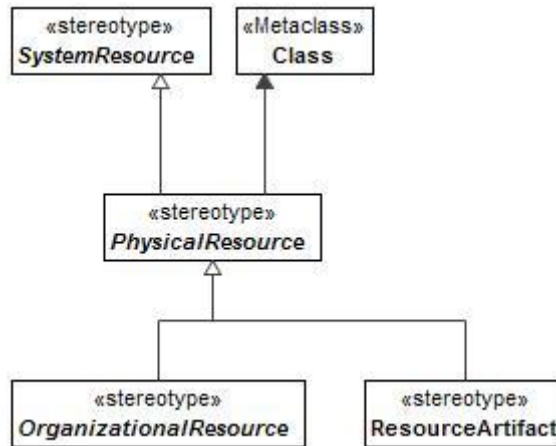 «stereotype»
SystemResource
«Metaclass»
Class
«stereotype»
PhysicalResource
«stereotype»
OrganizationalResource
«stereotype»
ResourceArtifact